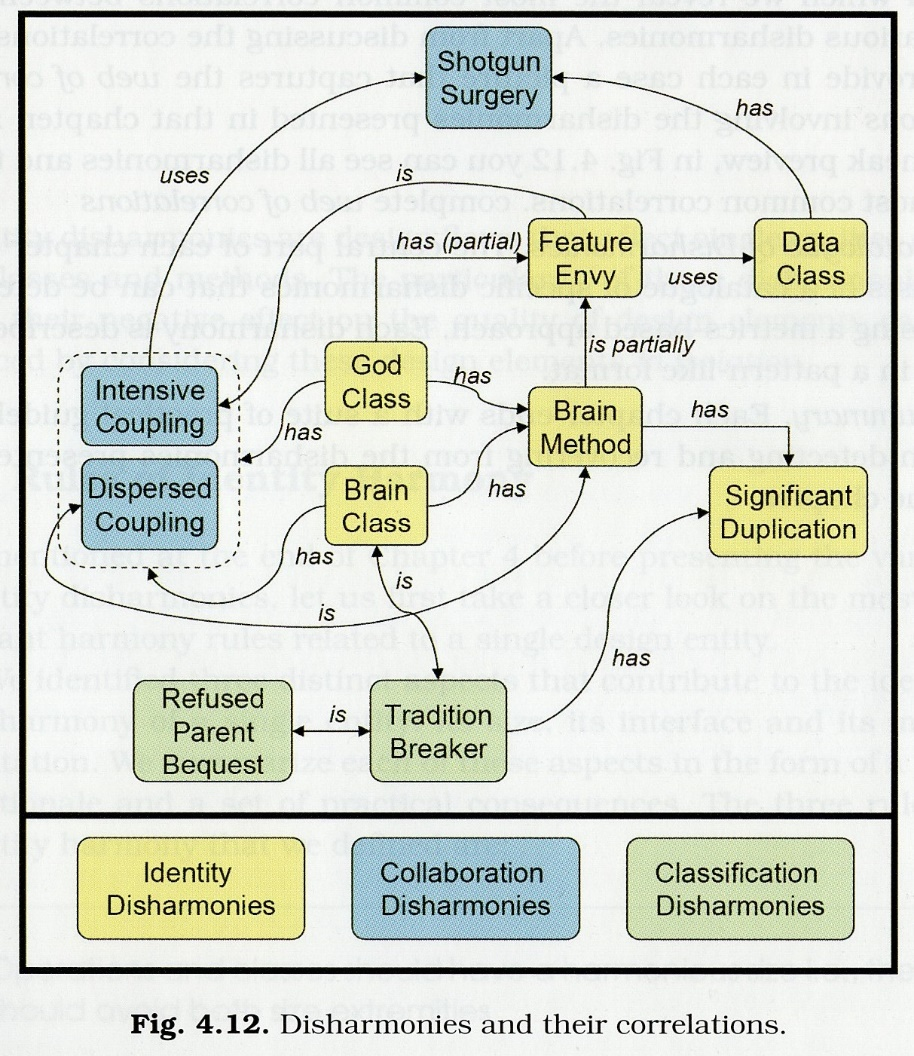 Shotgun
Surgery
has
uses
is
has (partial)
Feature
Envy
uses
Data
Class
is partially
Intensive
Coupling
God
Class
has
has
Brain
Method
has
Dispersed
Coupling
Brain
Class
has
has
Significant
Duplication
is
is
has
Refused
Parent
Bequest
is
Tradition
Breaker
Identity
Disharmonies
Collaboration
Disharmonies
Classification
Disharmonies
Fig. 4.12. Disharmonies and their correlations.